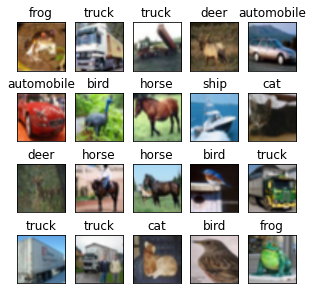 frog truck truck deer automobile
automobile bird horse ship cat
deer horse horse bird truck
truck truck cat bird frog